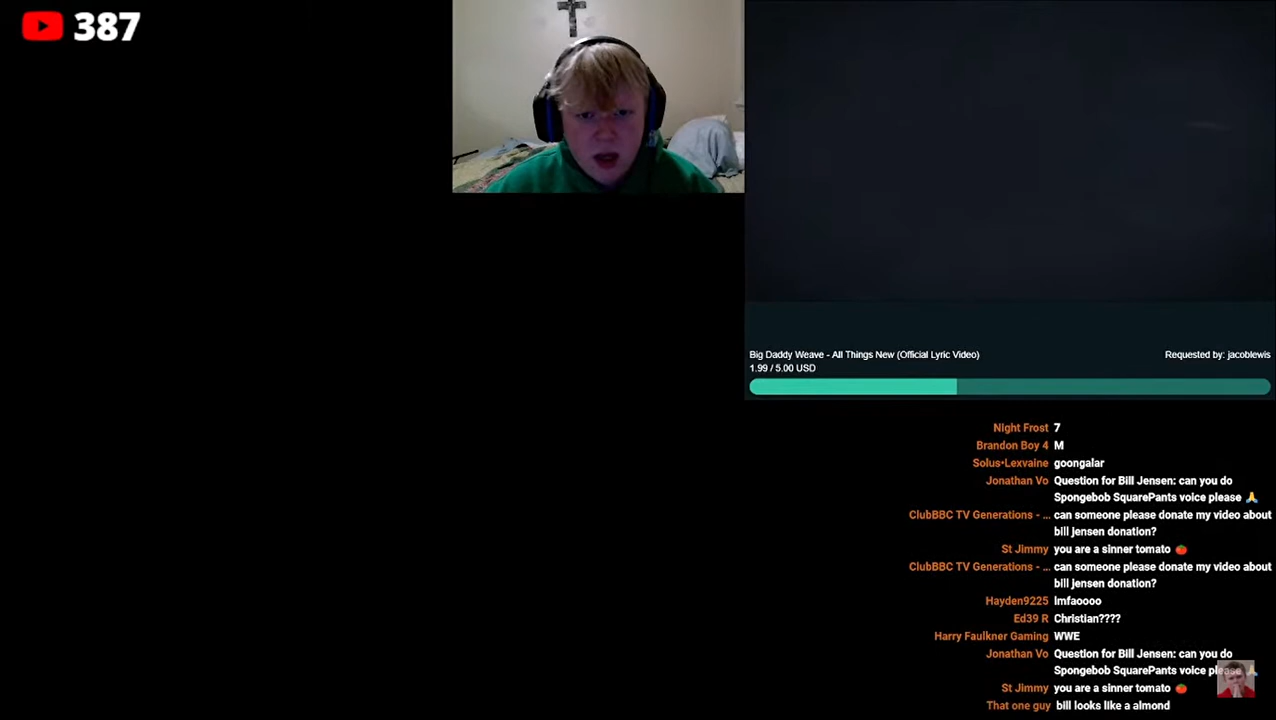 387
Big Daddy Weave - All Things New (Official Lyric Video)
Requested by: jacoblewis
1.99 / 5.00 USD
Night Frost 7
Brandon Boy 4 M
Solus•Lexvaine goongalar
Jonathan Vo Question for Bill Jensen: can you do
Spongebob SquarePants voice please 🙏
ClubBBC TV Generations - ... can someone please donate my video about
bill jensen donation?
St Jimmy you are a sinner tomato 🍅
ClubBBC TV Generations - ... can someone please donate my video about
bill jensen donation?
Hayden9225 lmfaoooo
Ed39 R Christian????
Harry Faulkner Gaming WWE
Jonathan Vo Question for Bill Jensen: can you do
Spongebob SquarePants voice please 🙏
St Jimmy you are a sinner tomato 🍅
That one guy bill looks like a almond